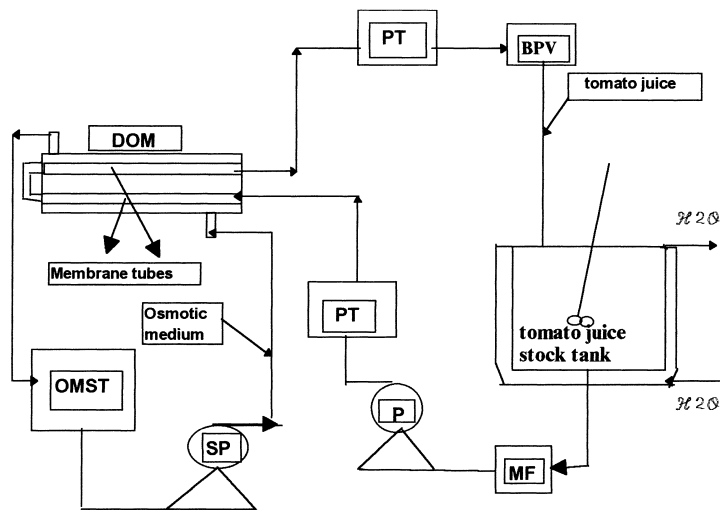 PT
BPV
tomato juice
DOM
H2O
Membrane tubes
Osmotic
medium
PT
tomato juice
stock tank
OMST
P
H2O
SP
MF